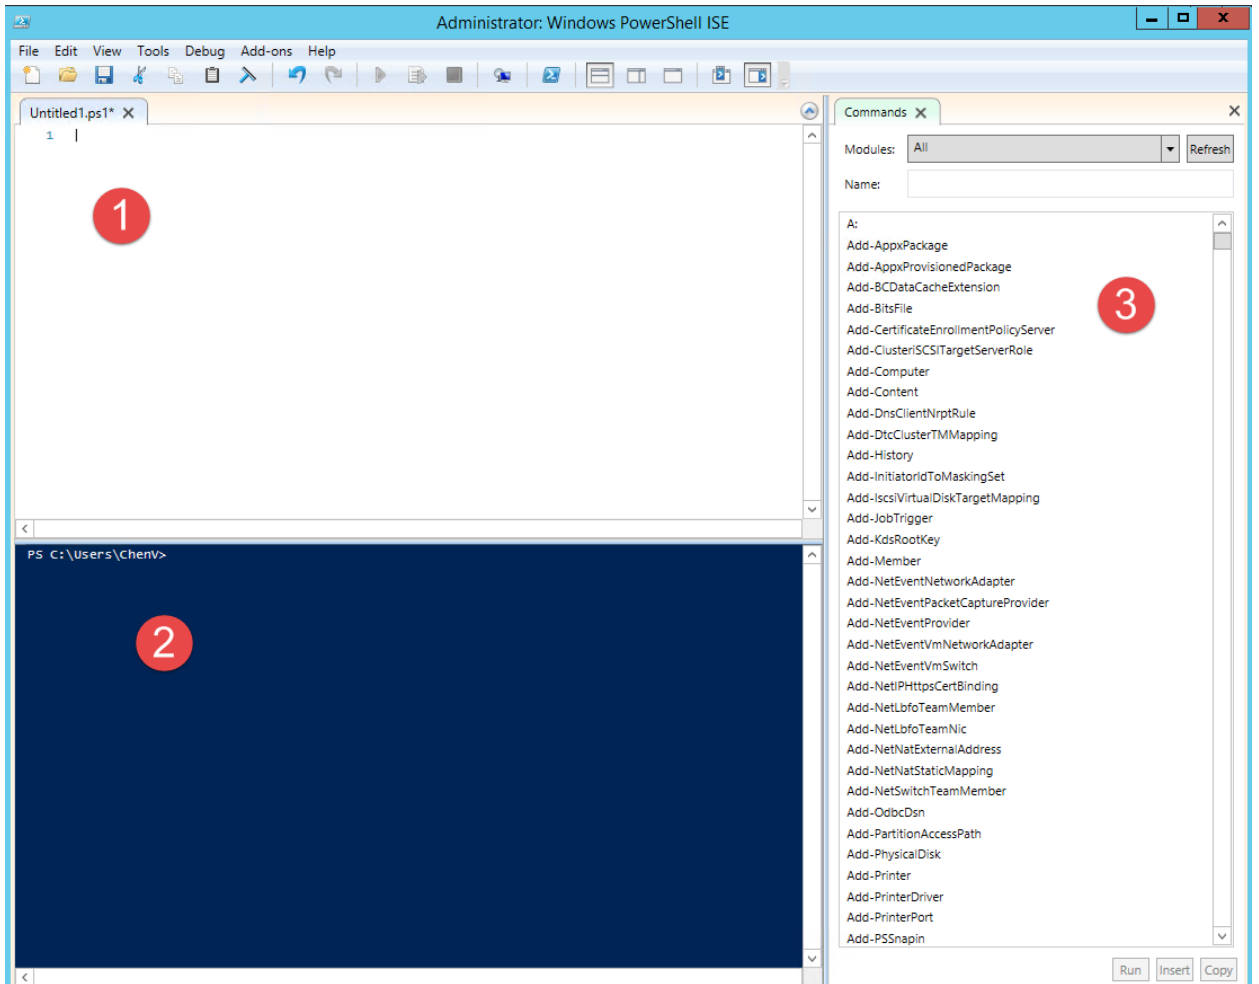 Administrator: Windows PowerShell ISE
File Edit View Tools Debug Add-ons Help
Untitled1.ps1* X
1
1
PS C:\Users\ChenV>
2
Commands X
Modules: All Refresh
Name:
3
A:
Add-AppxPackage
Add-AppxProvisionedPackage
Add-BCDataCacheExtension
Add-BitsFile
Add-CertificateEnrollmentPolicyServer
Add-ClusteriSCSITargetServerRole
Add-Computer
Add-Content
Add-DnsClientNrptRule
Add-DtcClusterTMMapping
Add-History
Add-InitiatorIdToMaskingSet
Add-IscsiVirtualDiskTargetMapping
Add-JobTrigger
Add-KdsRootKey
Add-Member
Add-NetEventNetworkAdapter
Add-NetEventPacketCaptureProvider
Add-NetEventProvider
Add-NetEventVmNetworkAdapter
Add-NetEventVmSwitch
Add-NetIPHttpsCertBinding
Add-NetLbfoTeamMember
Add-NetLbfoTeamNic
Add-NetNatExternalAddress
Add-NetNatStaticMapping
Add-NetSwitchTeamMember
Add-OdbcDsn
Add-PartitionAccessPath
Add-PhysicalDisk
Add-Printer
Add-PrinterDriver
Add-PrinterPort
Add-PSSnapin
Run Insert Copy